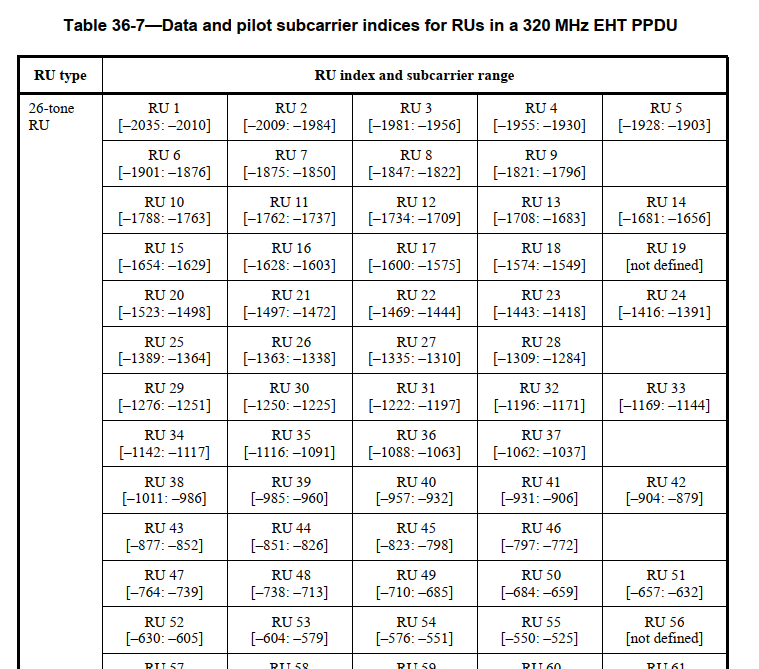 Table 36-7—Data and pilot subcarrier indices for RUs in a 320 MHz EHT PPDU
RU type RU index and subcarrier range
26-tone RU 1 RU 2 RU 3 RU 4 RU 5
RU [–2035: –2010] [–2009: –1984] [–1981: –1956] [–1955: –1930] [–1928: –1903]
RU 6 RU 7 RU 8 RU 9
[–1901: –1876] [–1875: –1850] [–1847: –1822] [–1821: –1796]
RU 10 RU 11 RU 12 RU 13 RU 14
[–1788: –1763] [–1762: –1737] [–1734: –1709] [–1708: –1683] [–1681: –1656]
RU 15 RU 16 RU 17 RU 18 RU 19
[–1654: –1629] [–1628: –1603] [–1600: –1575] [–1574: –1549] [not defined]
RU 20 RU 21 RU 22 RU 23 RU 24
[–1523: –1498] [–1497: –1472] [–1469: –1444] [–1443: –1418] [–1416: –1391]
RU 25 RU 26 RU 27 RU 28
[–1389: –1364] [–1363: –1338] [–1335: –1310] [–1309: –1284]
RU 29 RU 30 RU 31 RU 32 RU 33
[–1276: –1251] [–1250: –1225] [–1222: –1197] [–1196: –1171] [–1169: –1144]
RU 34 RU 35 RU 36 RU 37
[–1142: –1117] [–1116: –1091] [–1088: –1063] [–1062: –1037]
RU 38 RU 39 RU 40 RU 41 RU 42
[–1011: –986] [–985: –960] [–957: –932] [–931: –906] [–904: –879]
RU 43 RU 44 RU 45 RU 46
[–877: –852] [–851: –826] [–823: –798] [–797: –772]
RU 47 RU 48 RU 49 RU 50 RU 51
[–764: –739] [–738: –713] [–710: –685] [–684: –659] [–657: –632]
RU 52 RU 53 RU 54 RU 55 RU 56
[–630: –605] [–604: –579] [–576: –551] [–550: –525] [not defined]
RU 57 RU 58 RU 59 RU 60 RU 61